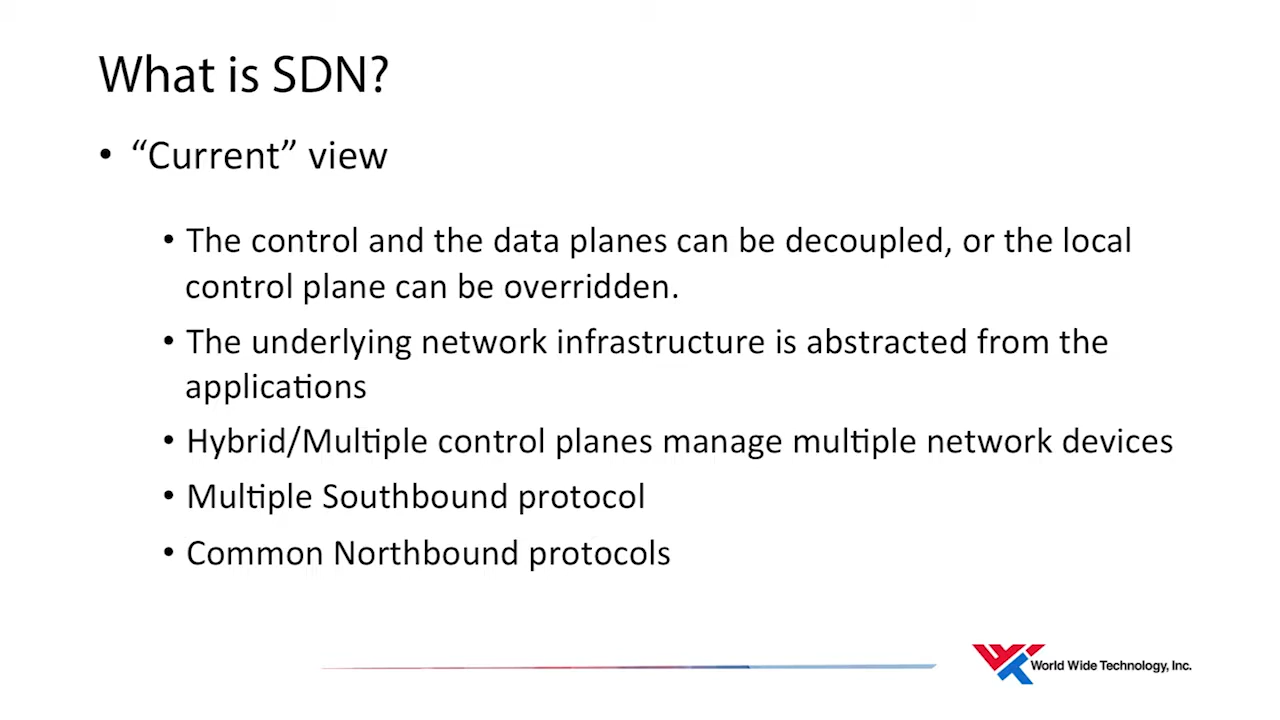 What is SDN?
• “Current” view
• The control and the data planes can be decoupled, or the local
control plane can be overridden.
• The underlying network infrastructure is abstracted from the
applications
• Hybrid/Multiple control planes manage multiple network devices
• Multiple Southbound protocol
• Common Northbound protocols
World Wide Technology, Inc.